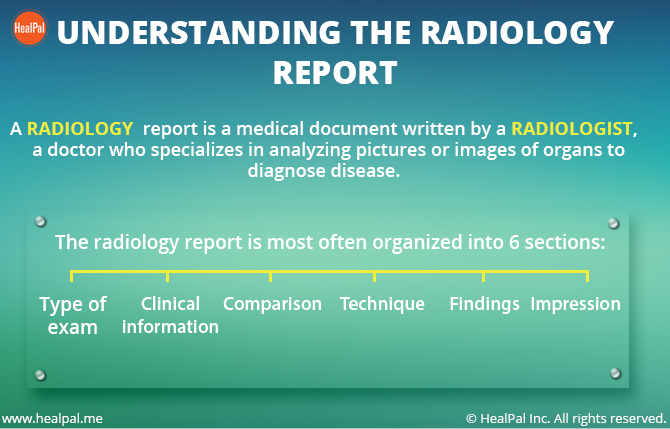 HealPal
UNDERSTANDING THE RADIOLOGY
REPORT
A RADIOLOGY report is a medical document written by a RADIOLOGIST,
a doctor who specializes in analyzing pictures or images of organs to
diagnose disease.
The radiology report is most often organized into 6 sections:
Type of
exam
Clinical
information
Comparison
Technique
Findings
Impression
www.healpal.me
© HealPal Inc. All rights reserved.